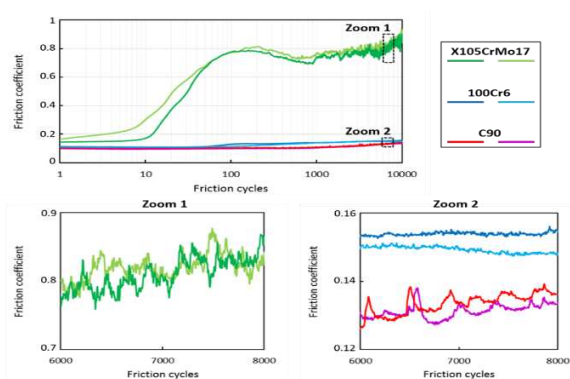 1
0.8
0.6
0.4
0.2
0
1
10
100
1000
10000
Friction coefficient
Friction cycles
Zoom 1
Zoom 2
X105CrMo17
100Cr6
C90
Zoom 1
0.9
0.8
0.7
6000
7000
8000
Friction coefficient
Friction cycles
Zoom 2
0.16
0.14
0.12
6000
7000
8000
Friction coefficient
Friction cycles